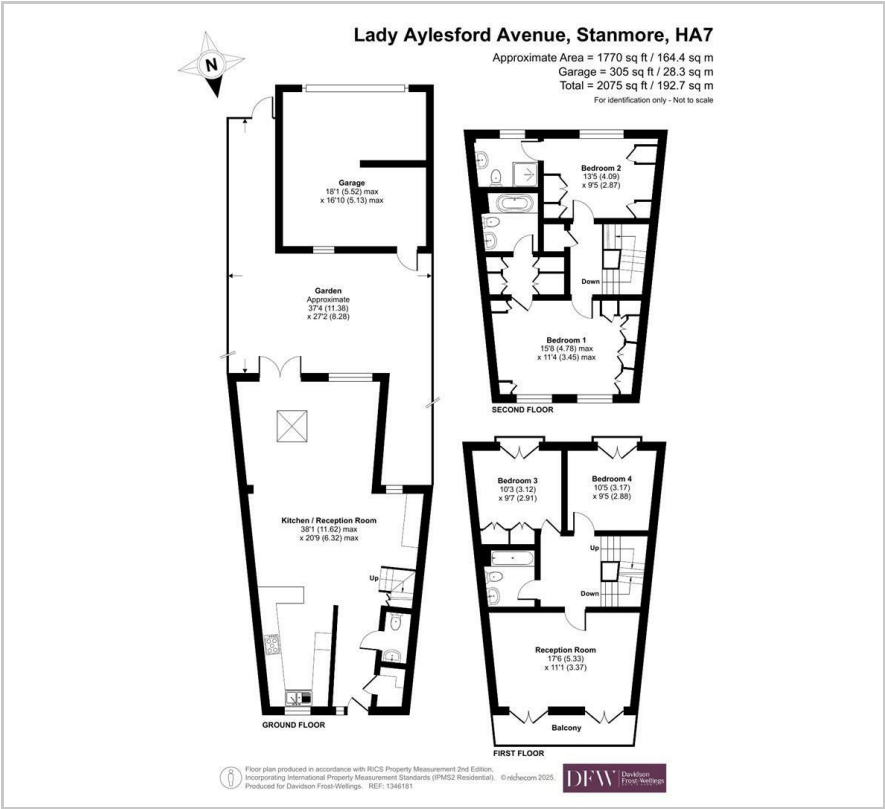 Lady Aylesford Avenue, Stanmore, HA7
Approximate Area = 1770 sq ft / 164.4 sq m
Garage = 305 sq ft / 28.3 sq m
Total = 2075 sq ft / 192.7 sq m
For identification only - Not to scale
N
Garage
18'1 (5.52) max
x 16'10 (5.13) max
Garden
Approximate
37'4 (11.38)
x 27'2 (8.28)
Kitchen / Reception Room
38'1 (11.62) max
x 20'9 (6.32) max
Up
GROUND FLOOR
Bedroom 2
13'5 (4.09)
x 9'5 (2.87)
Down
Bedroom 1
15'8 (4.78) max
x 11'4 (3.45) max
SECOND FLOOR
Bedroom 3
10'3 (3.12)
x 9'7 (2.91)
Bedroom 4
10'5 (3.17)
x 9'5 (2.88)
Up
Down
Reception Room
17'6 (5.33)
x 11'1 (3.37)
Balcony
FIRST FLOOR
Floor plan produced in accordance with RICS Property Measurement 2nd Edition,
Incorporating International Property Measurement Standards (IPMS2 Residential). © nichecom 2025.
Produced for Davidson Frost-Wellings. REF: 1346181
DFW
Davidson
Frost-Wellings